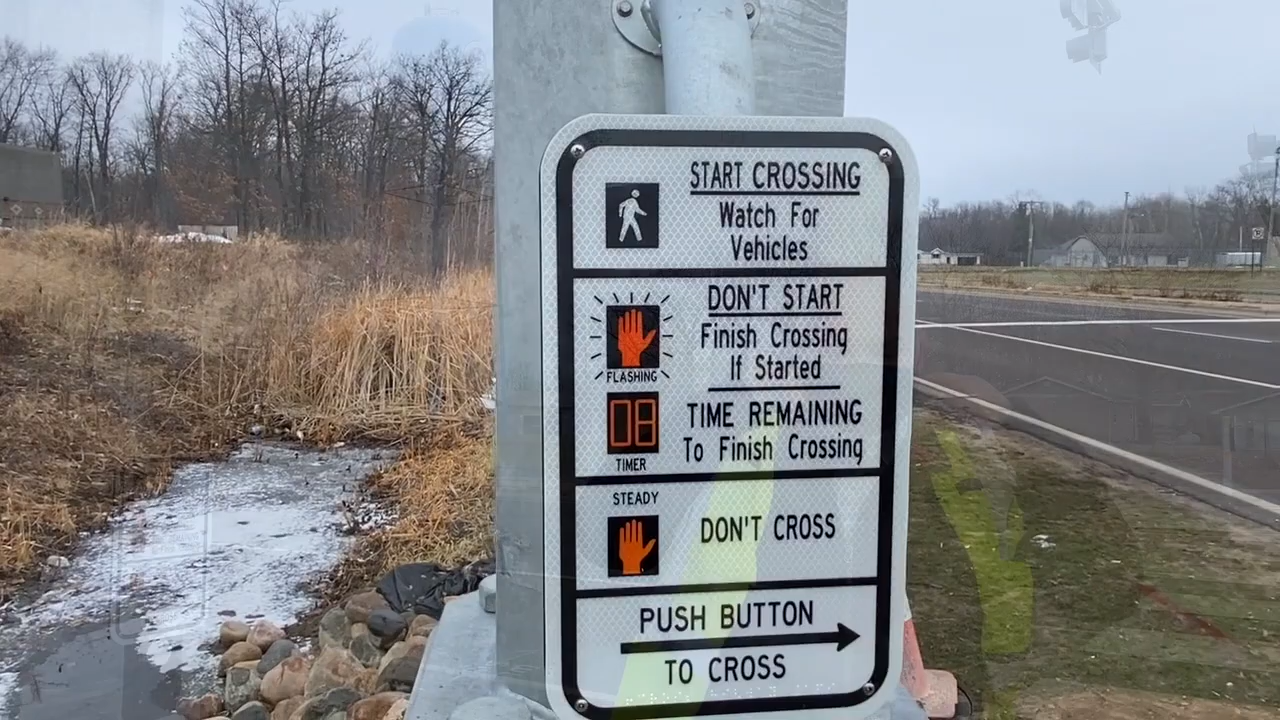 START CROSSING
Watch For
Vehicles
DON'T START
Finish Crossing
If Started
FLASHING
08
TIME REMAINING
To Finish Crossing
TIMER
STEADY
DON'T CROSS
PUSH BUTTON
TO CROSS